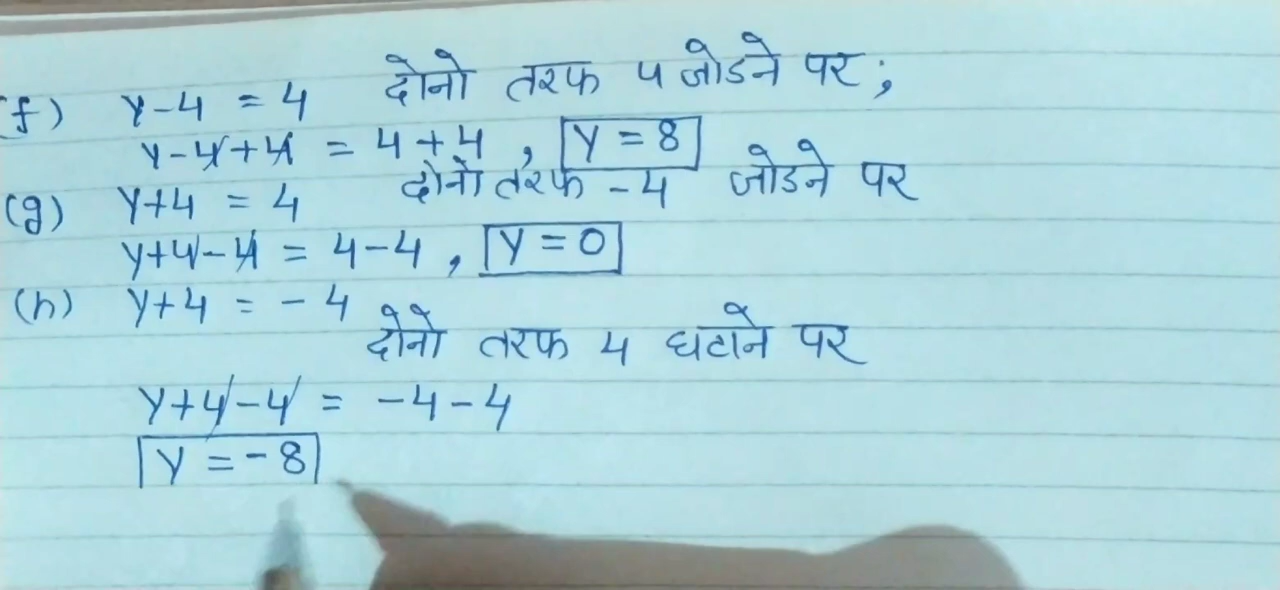 (f) y-4 = 4 दोनो तरफ 4 जोडने पर;
y-4+4 = 4+4 , y = 8
(g) y+4 = 4 दोनो तरफ -4 जोडने पर
y+4-4 = 4-4 , y = 0
(h) y+4 = -4
दोनो तरफ 4 घटाने पर
y+4-4 = -4-4
y = -8